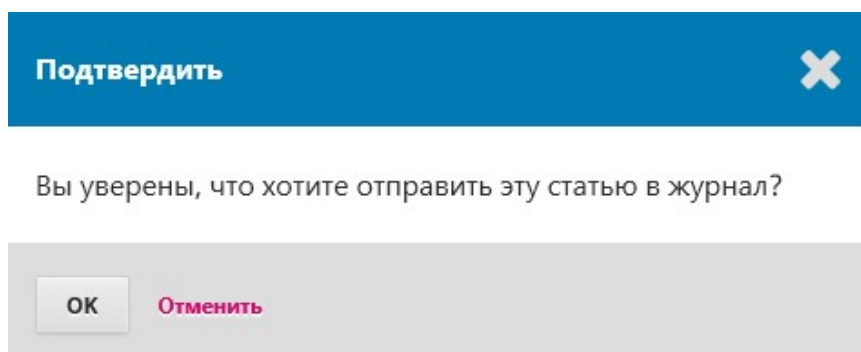 Подтвердить
Вы уверены, что хотите отправить эту статью в журнал?
ОК Отменить